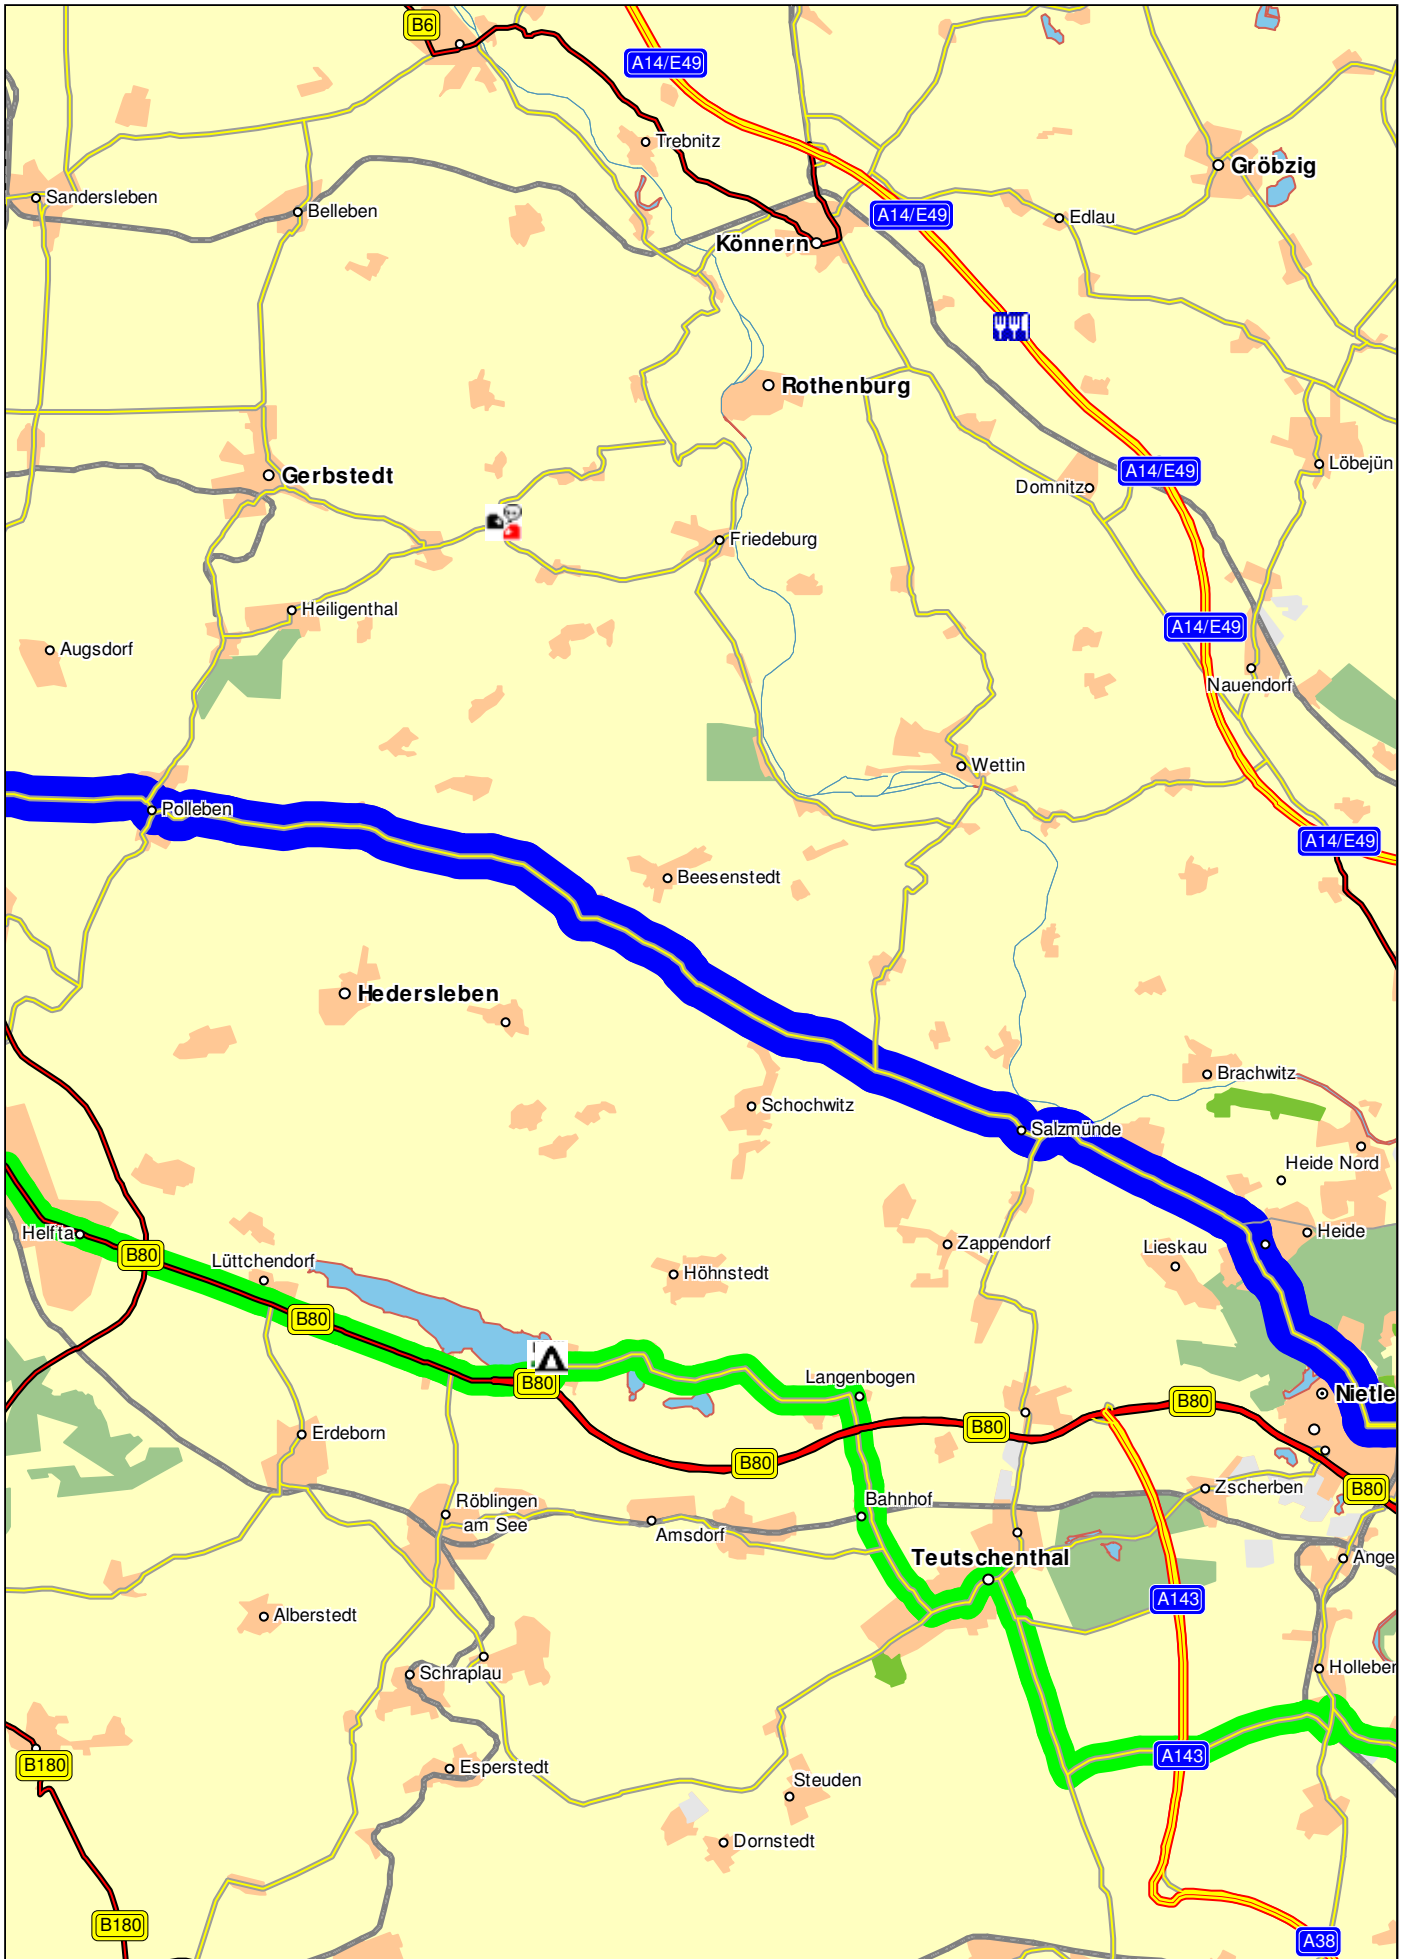 B6
A14/E49
Trebnitz
Gröbzig
Sandersleben
Belleben
A14/E49
Edlau
Könnern
Rothenburg
Gerbstedt
Löbejün
A14/E49
Domnitz
Friedeburg
Heiligenthal
A14/E49
Augsdorf
Nauendorf
Wettin
Polleben
A14/E49
Beesenstedt
Hedersleben
Brachwitz
Schochwitz
Salzmünde
Heide Nord
Helfta
B80
Lüttchendorf
Höhnstedt
Zappendorf
Lieskau
Heide
B80
B80
Langenbogen
Nietle
B80
B80
Erdeborn
B80
Röblingen
am See
Amsdorf
Bahnhof
Zscherben
B80
Teutschenthal
Ange
A143
Alberstedt
Schraplau
Holleben
B180
Esperstedt
A143
Steuden
Dornstedt
B180
A38